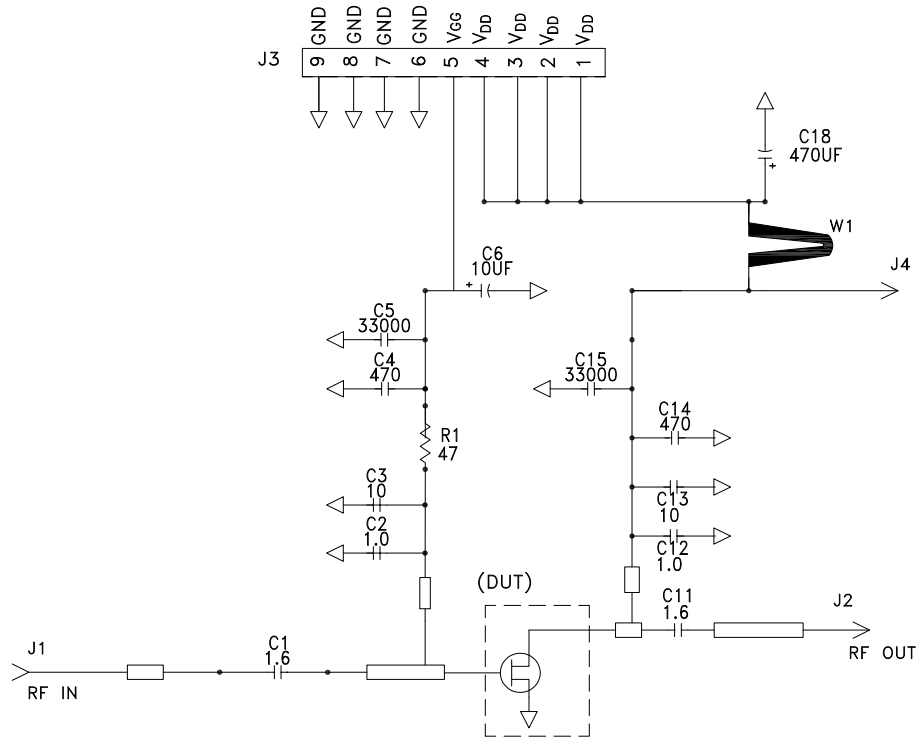 GND
GND
GND
GND
VGG
VDD
VDD
VDD
VDD
J3
9
8
7
6
5
4
3
2
1
C18
470UF
+
W1
J4
C6
10UF
+
C5
33000
C4
470
C15
33000
C14
470
R1
47
C3
10
C13
10
C2
1.0
C12
1.0
(DUT)
C11
1.6
J2
RF OUT
J1
C1
1.6
RF IN